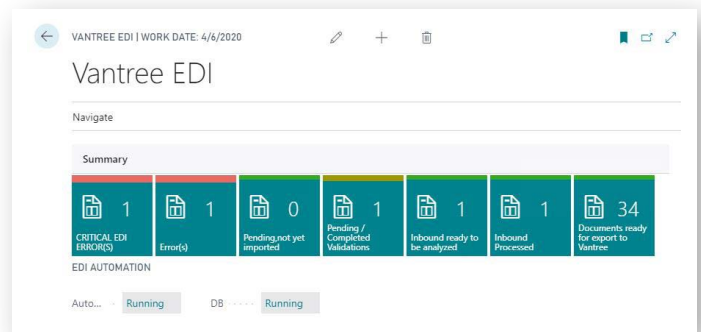 VANTREE EDI | WORK DATE: 4/6/2020
Vantree EDI
Navigate
Summary
1
CRITICAL EDI
ERROR(S)
1
Error(s)
0
Pending,not yet
imported
1
Pending /
Completed
Validations
1
Inbound ready to
be analyzed
1
Inbound
Processed
34
Documents ready
for export to
Vantree
EDI AUTOMATION
Auto... Running DB Running